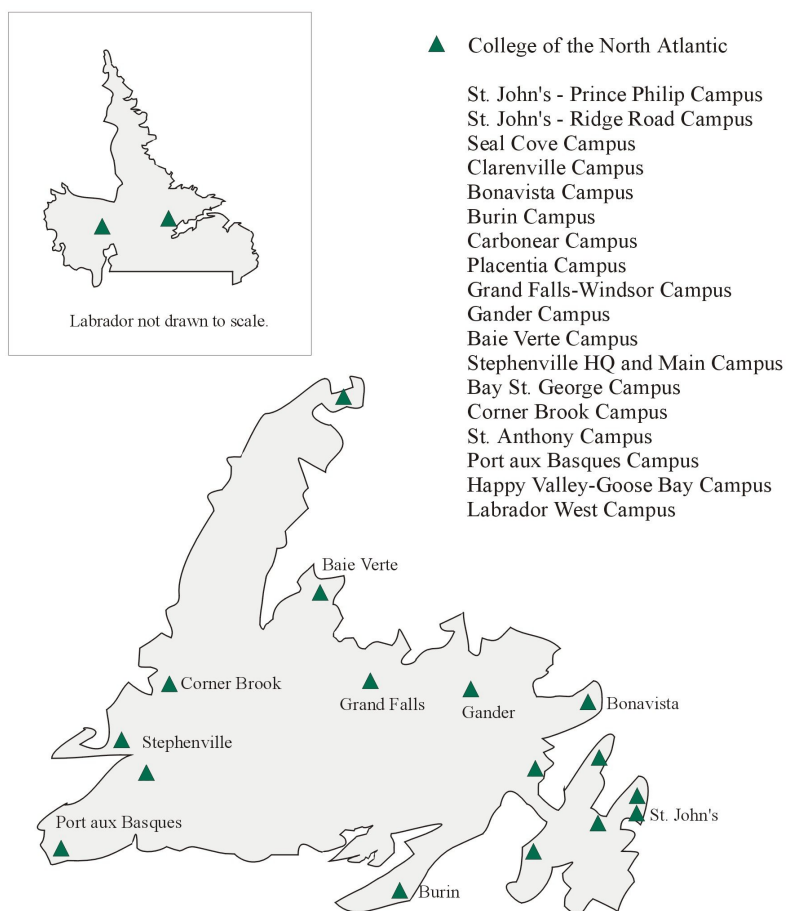 College of the North Atlantic
St. John's - Prince Philip Campus
St. John's - Ridge Road Campus
Seal Cove Campus
Clarenville Campus
Bonavista Campus
Burin Campus
Carbonear Campus
Placentia Campus
Grand Falls-Windsor Campus
Gander Campus
Baie Verte Campus
Stephenville HQ and Main Campus
Bay St. George Campus
Corner Brook Campus
St. Anthony Campus
Port aux Basques Campus
Happy Valley-Goose Bay Campus
Labrador West Campus
Labrador not drawn to scale.
Baie Verte
Corner Brook
Grand Falls
Gander
Bonavista
Stephenville
Port aux Basques
St. John's
Burin